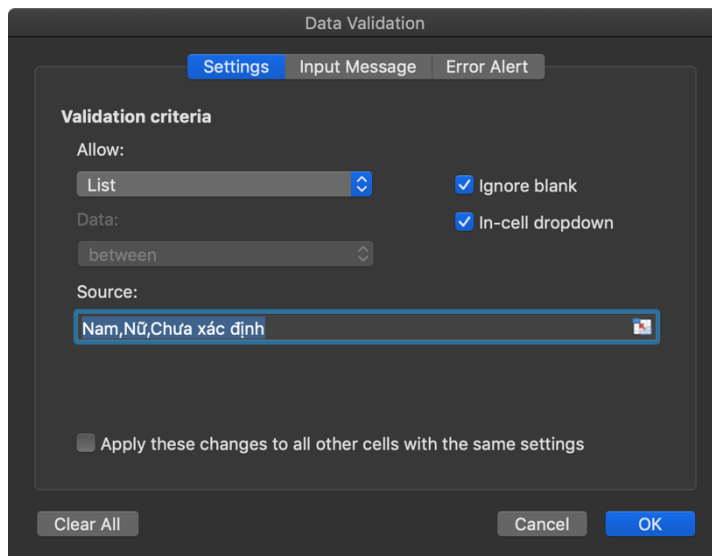 Data Validation
Settings Input Message Error Alert
Validation criteria
Allow:
List
Ignore blank
Data:
In-cell dropdown
between
Source:
Nam,Nữ,Chưa xác định
Apply these changes to all other cells with the same settings
Clear All Cancel OK